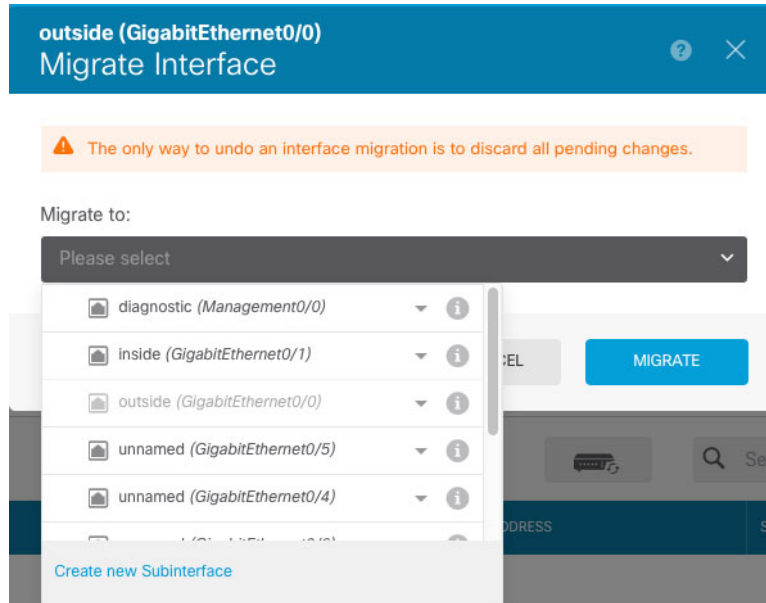 outside (GigabitEthernet0/0)
Migrate Interface
The only way to undo an interface migration is to discard all pending changes.
Migrate to:
Please select
diagnostic (Management0/0)
inside (GigabitEthernet0/1)
outside (GigabitEthernet0/0)
unnamed (GigabitEthernet0/5)
unnamed (GigabitEthernet0/4)
Create new Subinterface
MIGRATE